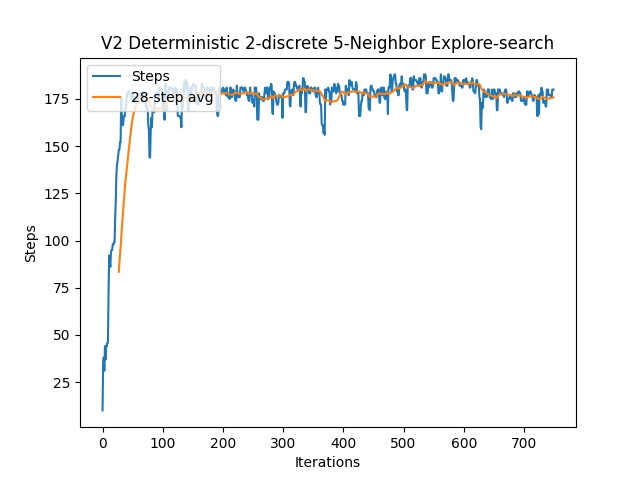 V2 Deterministic 2-discrete 5-Neighbor Explore-search
Steps
28-step avg
175
150
125
100
75
50
25
Steps
0 100 200 300 400 500 600 700
Iterations